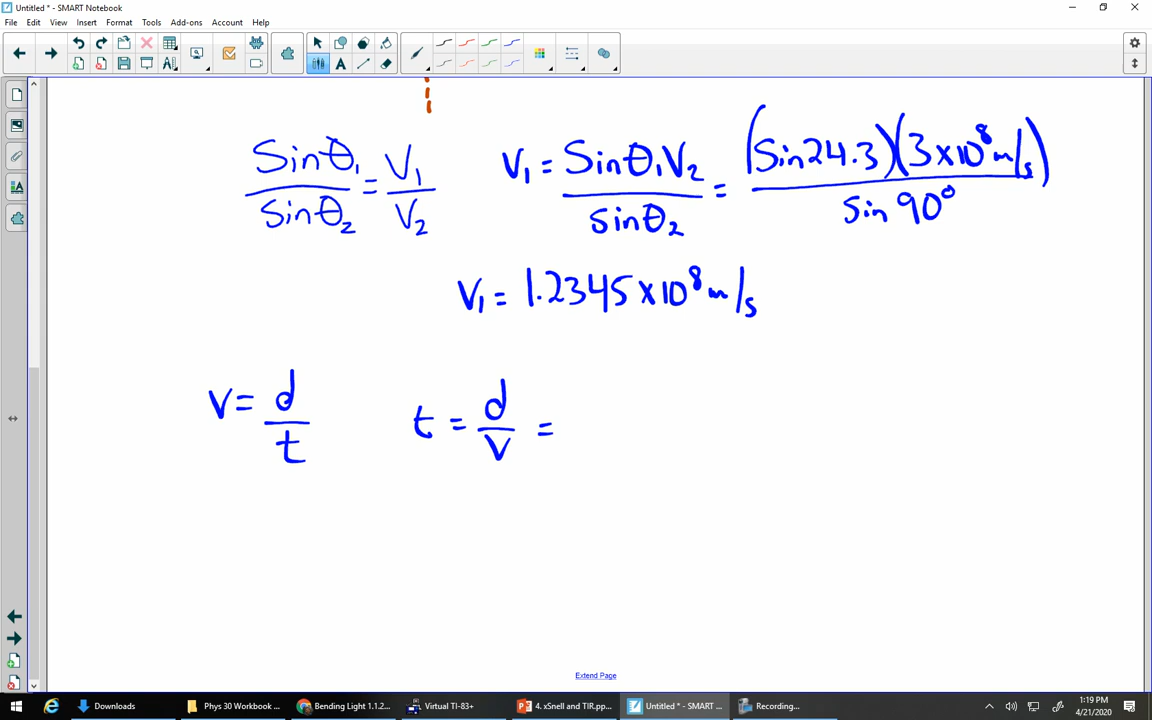 Untitled * - SMART Notebook
File Edit View Insert Format Tools Add-ons Account Help
Sinθ₁/Sinθ₂ = V₁/V₂
V₁ = Sinθ₁V₂/Sinθ₂ = (Sin24.3)(3×10⁸m/s)/Sin 90°
V₁ = 1.2345×10⁸ m/s
V = d/t
t = d/V =
Extend Page
Downloads
Phys 30 Workbook ...
Bending Light 1.1.2...
Virtual TI-83+
4. xSnell and TIR.pp...
Untitled * - SMART ...
Recording...
1:19 PM
4/21/2020